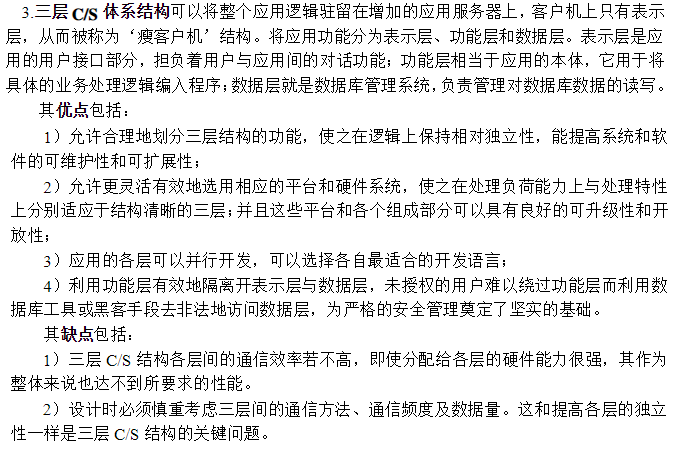 3.三层 C/S 体系结构可以将整个应用逻辑驻留在增加的应用服务器上，客户机上只有表示
层，从而被称为‘瘦客户机’结构。将应用功能分为表示层、功能层和数据层。表示层是应
用的用户接口部分，担负着用户与应用间的对话功能；功能层相当于应用的本体，它用于将
具体的业务处理逻辑编入程序；数据层就是数据库管理系统，负责管理对数据库数据的读写。
其优点包括：
1）允许合理地划分三层结构的功能，使之在逻辑上保持相对独立性，能提高系统和软
件的可维护性和可扩展性；
2）允许更灵活有效地选用相应的平台和硬件系统，使之在处理负荷能力上与处理特性
上分别适应于结构清晰的三层；并且这些平台和各个组成部分可以具有良好的可升级性和开
放性；
3）应用的各层可以并行开发，可以选择各自最适合的开发语言；
4）利用功能层有效地隔离开表示层与数据层，未授权的用户难以绕过功能层而利用数
据库工具或黑客手段去非法地访问数据层，为严格的安全管理奠定了坚实的基础。
其缺点包括：
1）三层 C/S 结构各层间的通信效率若不高，即使分配给各层的硬件能力很强，其作为
整体来说也达不到所要求的性能。
2）设计时必须慎重考虑三层间的通信方法、通信频度及数据量。这和提高各层的独立
性一样是三层 C/S 结构的关键问题。